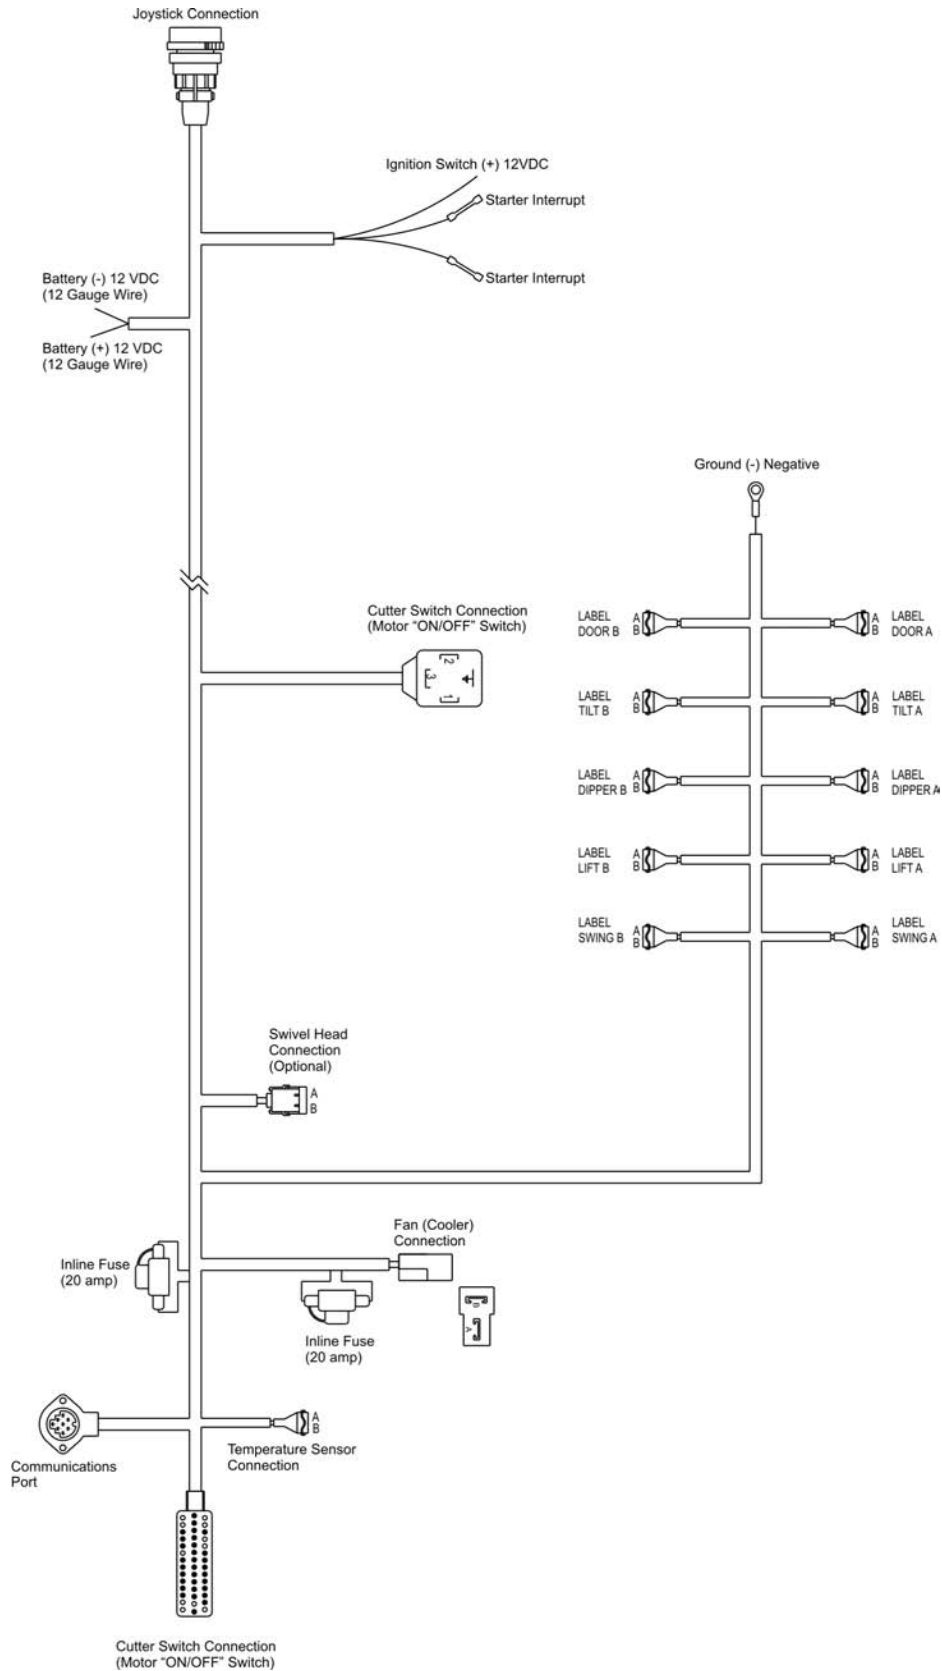 Joystick Connection
Ignition Switch (+) 12VDC
Starter Interrupt
Starter Interrupt
Battery (-) 12 VDC
(12 Gauge Wire)
Battery (+) 12 VDC
(12 Gauge Wire)
Ground (-) Negative
Cutter Switch Connection
(Motor "ON/OFF" Switch)
2
3
1
LABEL
DOOR B
A
B
A
B
LABEL
DOOR A
LABEL
TILT B
A
B
A
B
LABEL
TILT A
LABEL
DIPPER B
A
B
A
B
LABEL
DIPPER A
LABEL
LIFT B
A
B
A
B
LABEL
LIFT A
LABEL
SWING B
A
B
A
B
LABEL
SWING A
Swivel Head
Connection
(Optional)
A
B
Fan (Cooler)
Connection
Inline Fuse
(20 amp)
B
A
Inline Fuse
(20 amp)
A
B
Temperature Sensor
Connection
Communications
Port
Cutter Switch Connection
(Motor "ON/OFF" Switch)